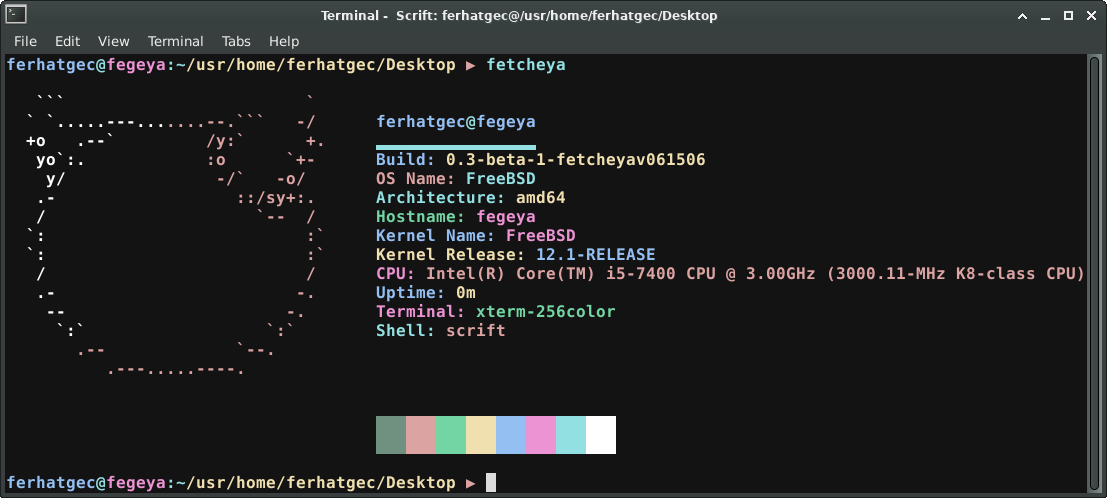 Terminal - Scrift: ferhatgec@/usr/home/ferhatgec/Desktop
File Edit View Terminal Tabs Help
ferhatgec@fegeya:~/usr/home/ferhatgec/Desktop ▶ fetcheya
ferhatgec@fegeya
Build: 0.3-beta-1-fetcheyav061506
OS Name: FreeBSD
Architecture: amd64
Hostname: fegeya
Kernel Name: FreeBSD
Kernel Release: 12.1-RELEASE
CPU: Intel(R) Core(TM) i5-7400 CPU @ 3.00GHz (3000.11-MHz K8-class CPU)
Uptime: 0m
Terminal: xterm-256color
Shell: scrift
ferhatgec@fegeya:~/usr/home/ferhatgec/Desktop ▶